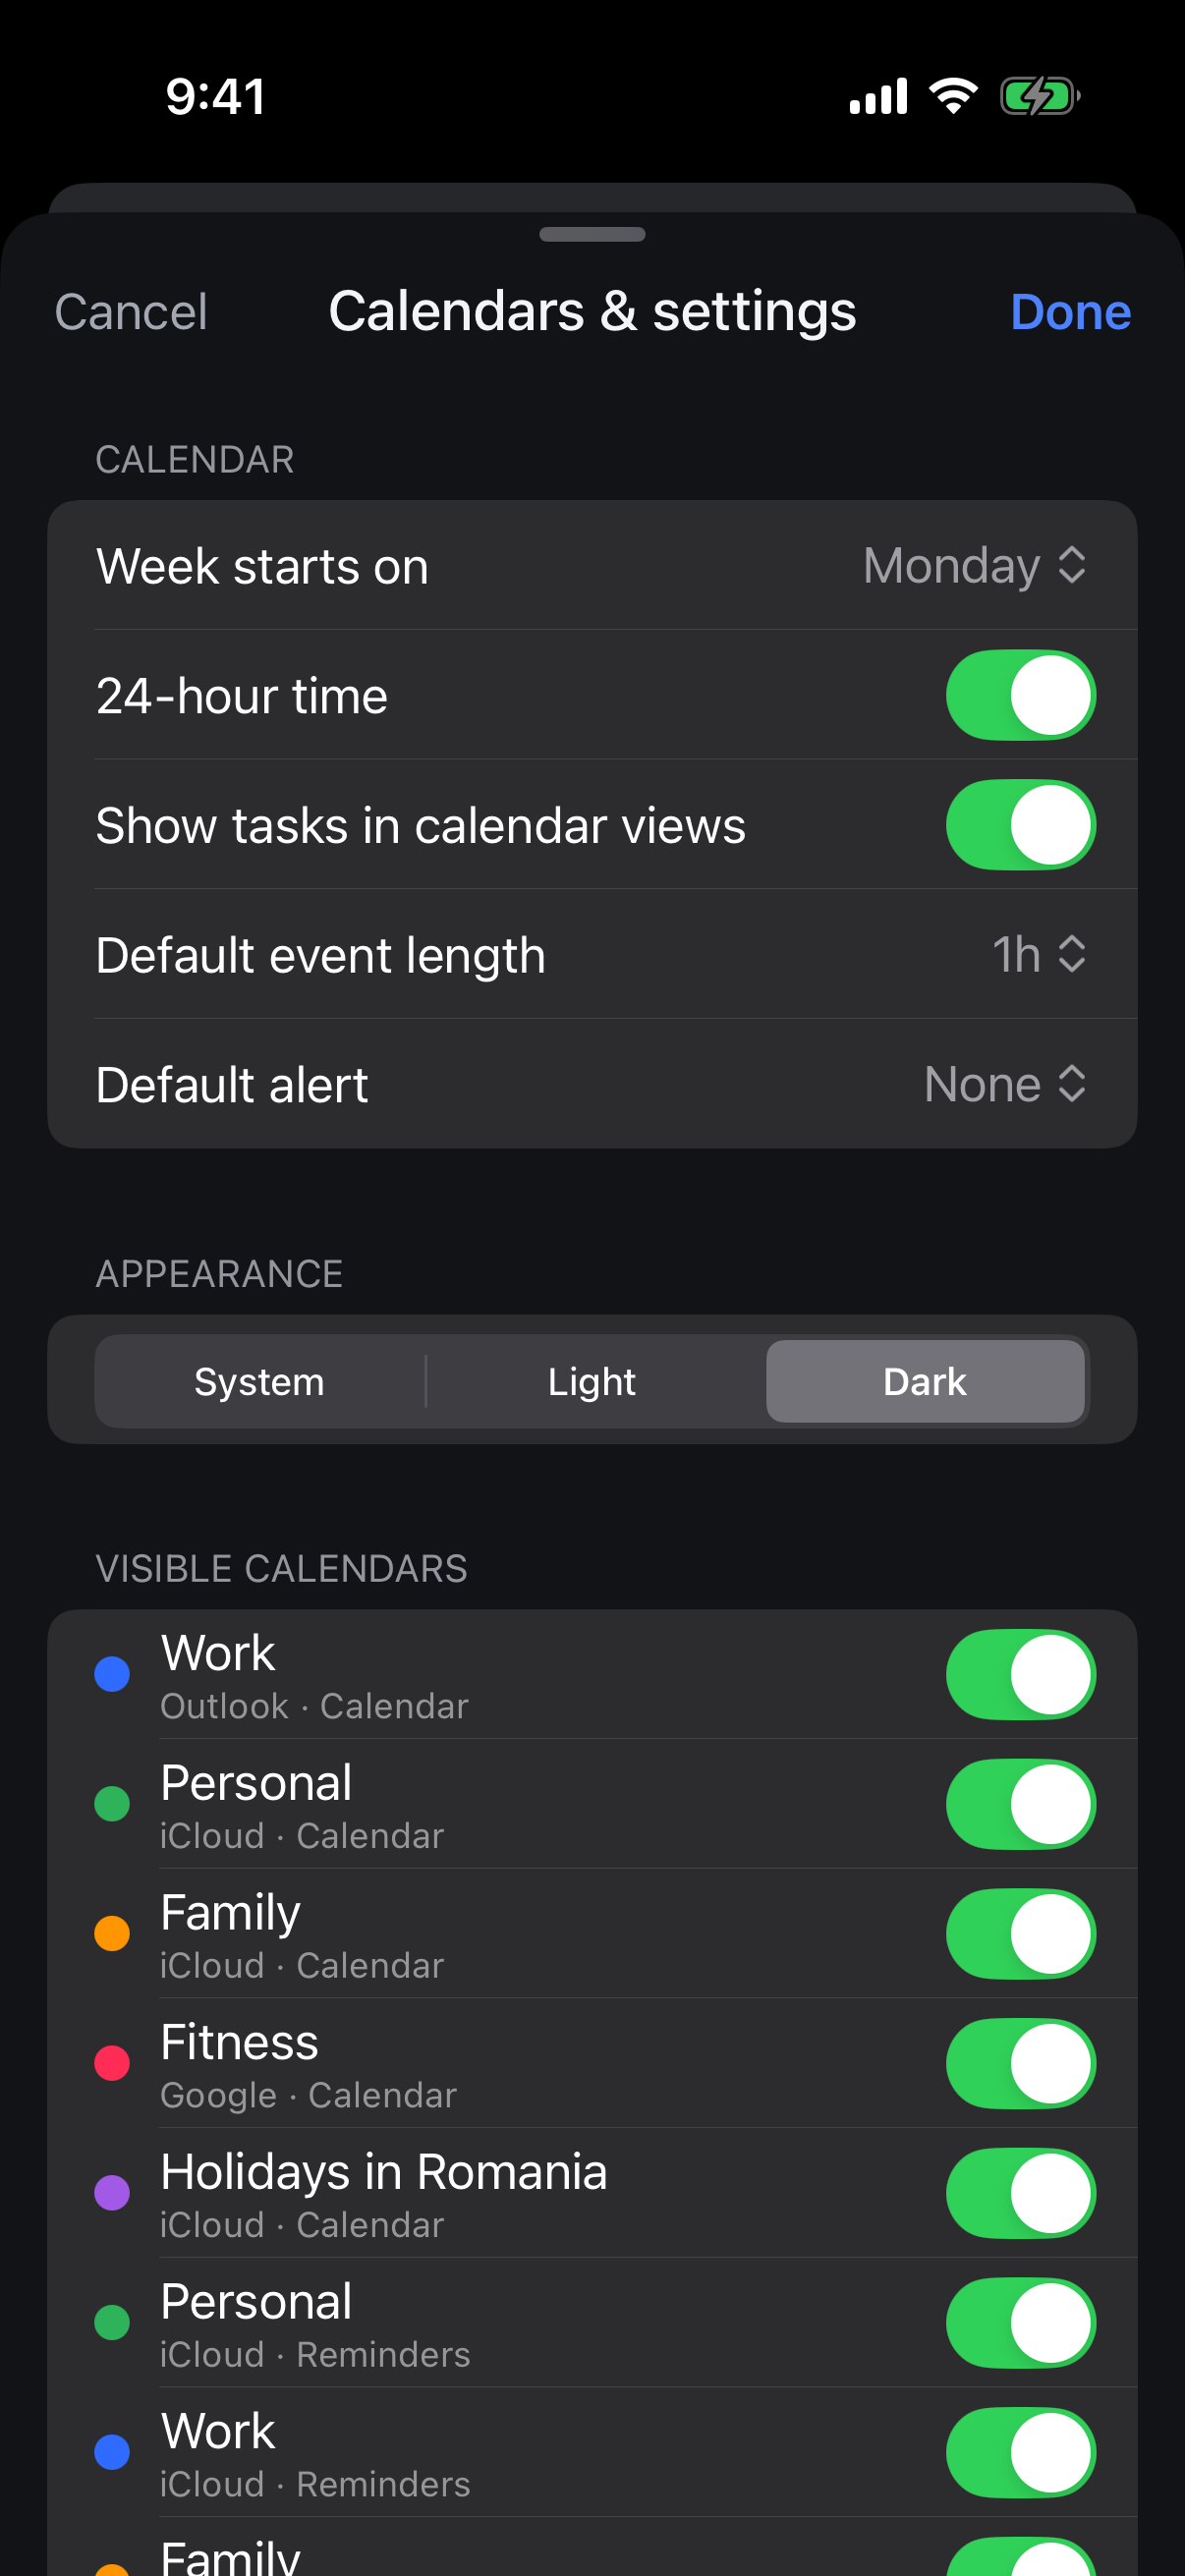 9:41
Cancel
Calendars & settings
Done
CALENDAR
Week starts on
Monday
24-hour time
Show tasks in calendar views
Default event length
1h
Default alert
None
APPEARANCE
System
Light
Dark
VISIBLE CALENDARS
Work
Outlook · Calendar
Personal
iCloud · Calendar
Family
iCloud · Calendar
Fitness
Google · Calendar
Holidays in Romania
iCloud · Calendar
Personal
iCloud · Reminders
Work
iCloud · Reminders
Family